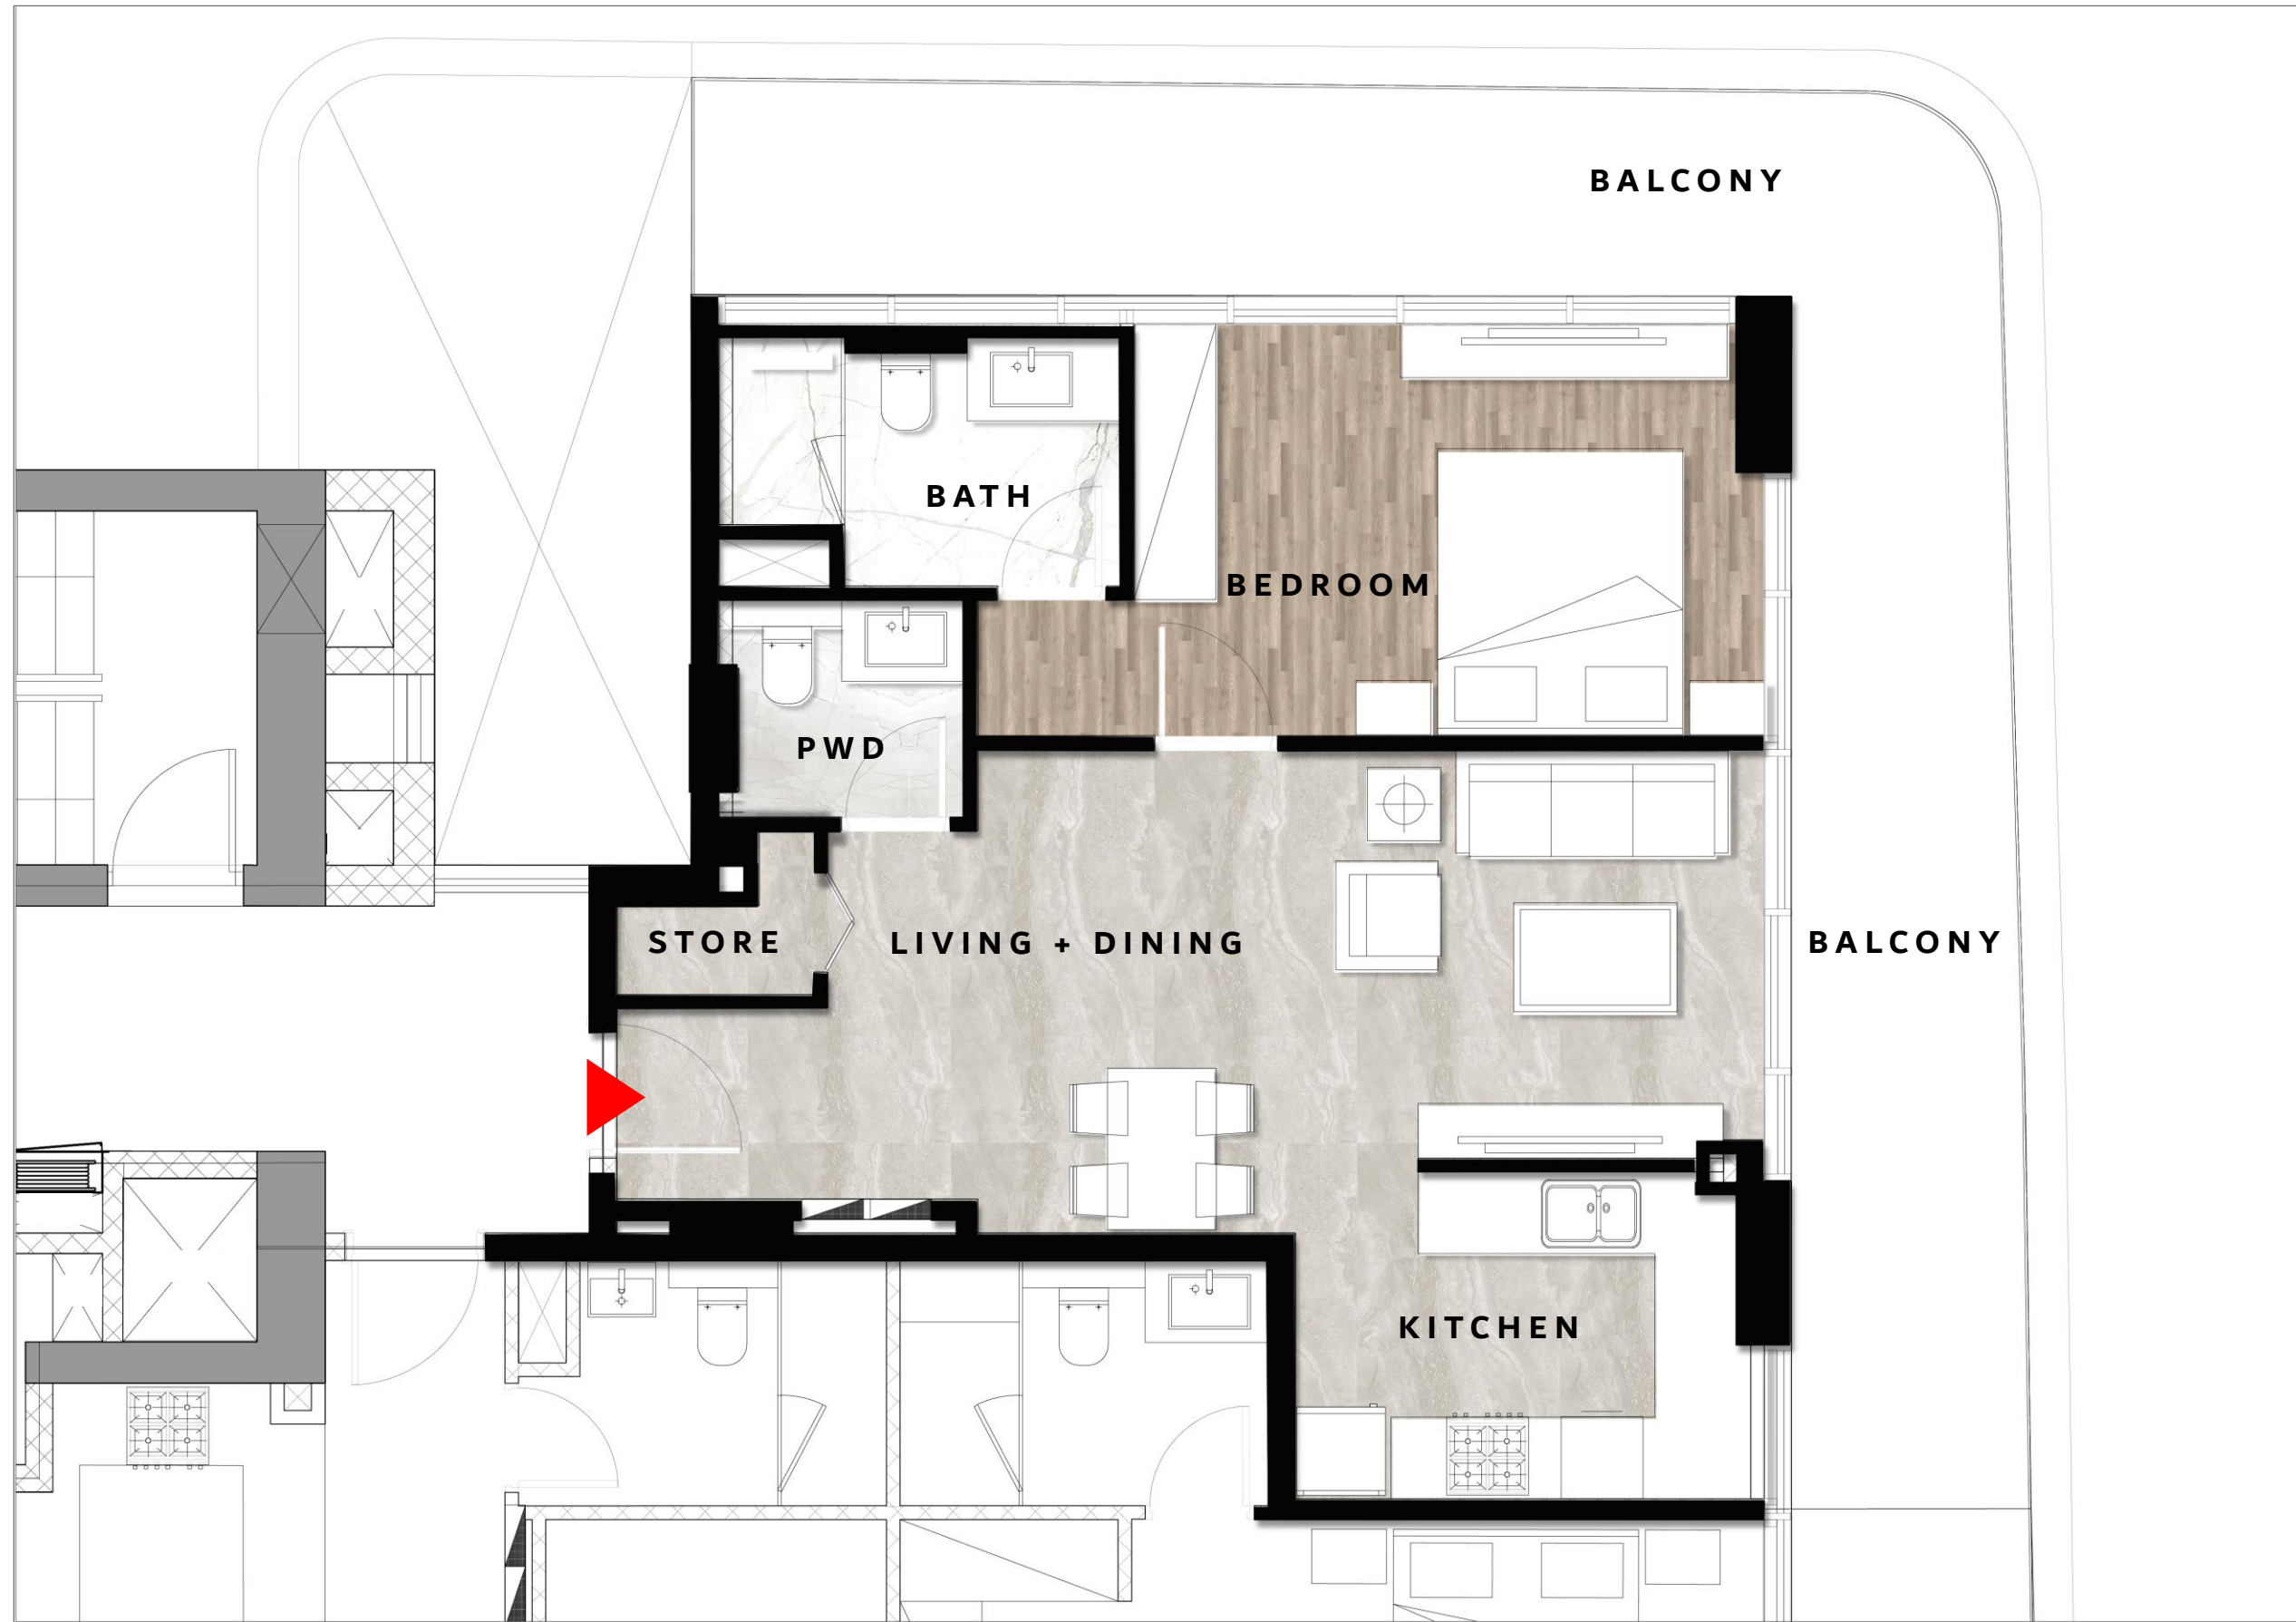 BALCONY
BATH
BEDROOM
PWD
STORE
LIVING + DINING
BALCONY
KITCHEN